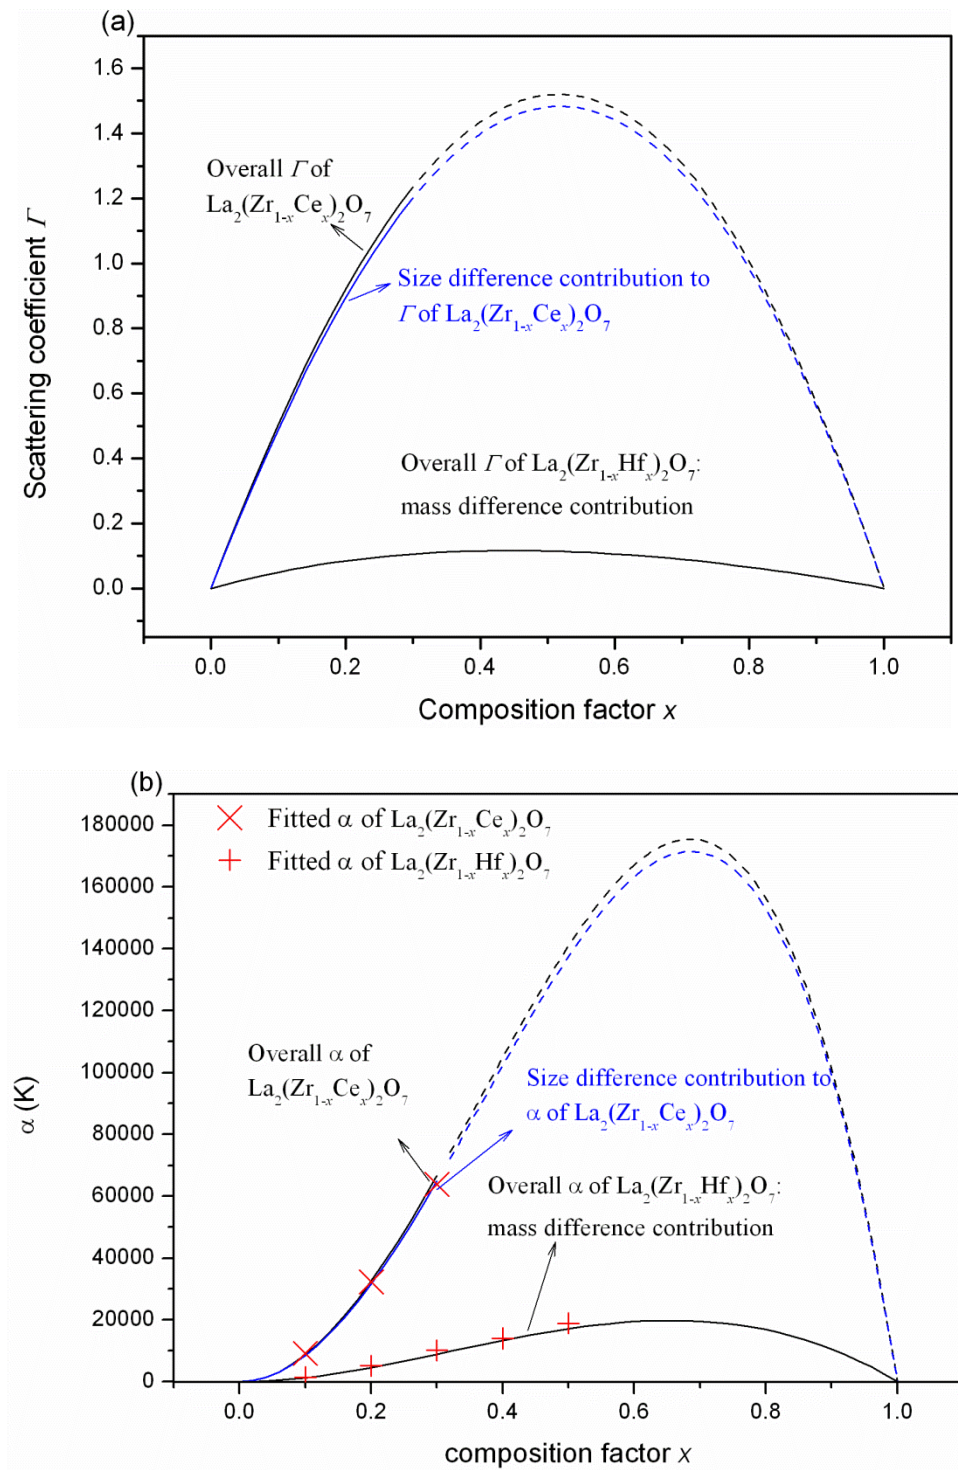 (a)
1.6
1.4
1.2
1.0
0.8
0.6
0.4
0.2
0.0
Scattering coefficient Γ
Overall Γ of
La₂(Zr₁₋ₓCeₓ)₂O₇
Size difference contribution to
Γ of La₂(Zr₁₋ₓCeₓ)₂O₇
Overall Γ of La₂(Zr₁₋ₓHfₓ)₂O₇:
mass difference contribution
0.0 0.2 0.4 0.6 0.8 1.0
Composition factor x
(b)
180000
160000
140000
120000
100000
80000
60000
40000
20000
0
α (K)
Fitted α of La₂(Zr₁₋ₓCeₓ)₂O₇
Fitted α of La₂(Zr₁₋ₓHfₓ)₂O₇
Overall α of
La₂(Zr₁₋ₓCeₓ)₂O₇
Size difference contribution to
α of La₂(Zr₁₋ₓCeₓ)₂O₇
Overall α of La₂(Zr₁₋ₓHfₓ)₂O₇:
mass difference contribution
0.0 0.2 0.4 0.6 0.8 1.0
composition factor x